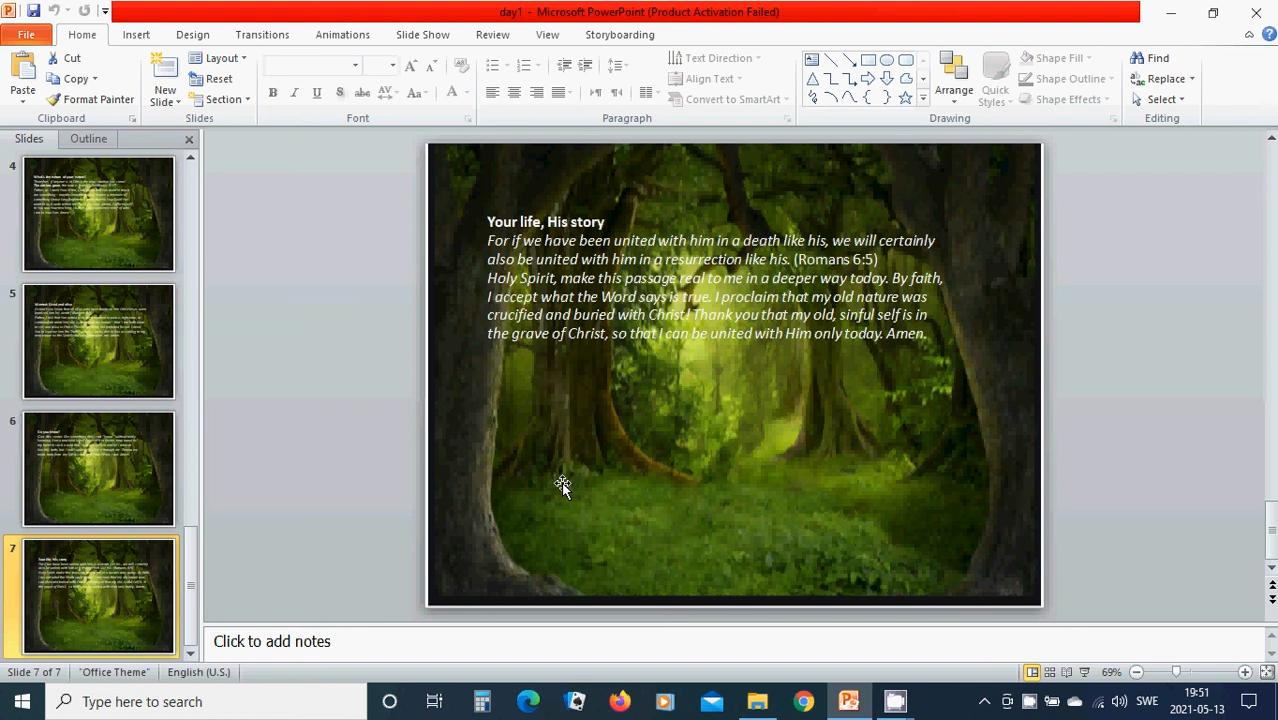 day1 - Microsoft PowerPoint (Product Activation Failed)
File Home Insert Design Transitions Animations Slide Show Review View Storyboarding
Paste
Cut
Copy
Format Painter
Clipboard
New Slide
Layout
Reset
Section
Slides
B I U S abc AV Aa A
Font
Paragraph
Text Direction
Align Text
Convert to SmartArt
Arrange
Quick Styles
Shape Fill
Shape Outline
Shape Effects
Drawing
Find
Replace
Select
Editing
Slides Outline
4
5
6
7
Your life, His story
For if we have been united with him in a death like his, we will certainly
also be united with him in a resurrection like his. (Romans 6:5)
Holy Spirit, make this passage real to me in a deeper way today. By faith,
I accept what the Word says is true. I proclaim that my old nature was
crucified and buried with Christ! Thank you that my old, sinful self is in
the grave of Christ, so that I can be united with Him only today. Amen.
Click to add notes
Slide 7 of 7 "Office Theme" English (U.S.) 69%
Type here to search
SWE
19:51
2021-05-13